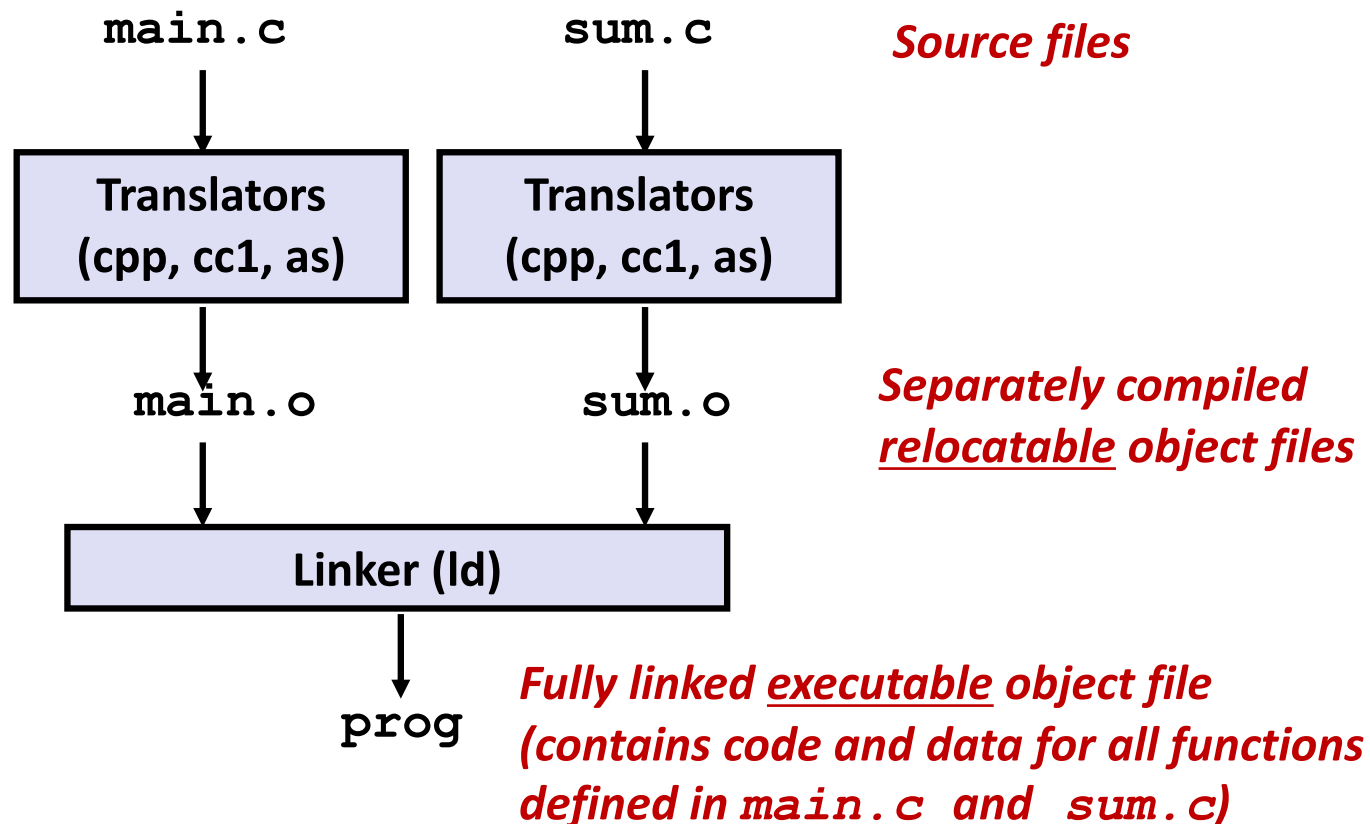 main.c
sum.c
Source files
Translators
(cpp, cc1, as)
Translators
(cpp, cc1, as)
main.o
sum.o
Separately compiled
relocatable object files
Linker (ld)
prog
Fully linked executable object file
(contains code and data for all functions
defined in main.c and sum.c)